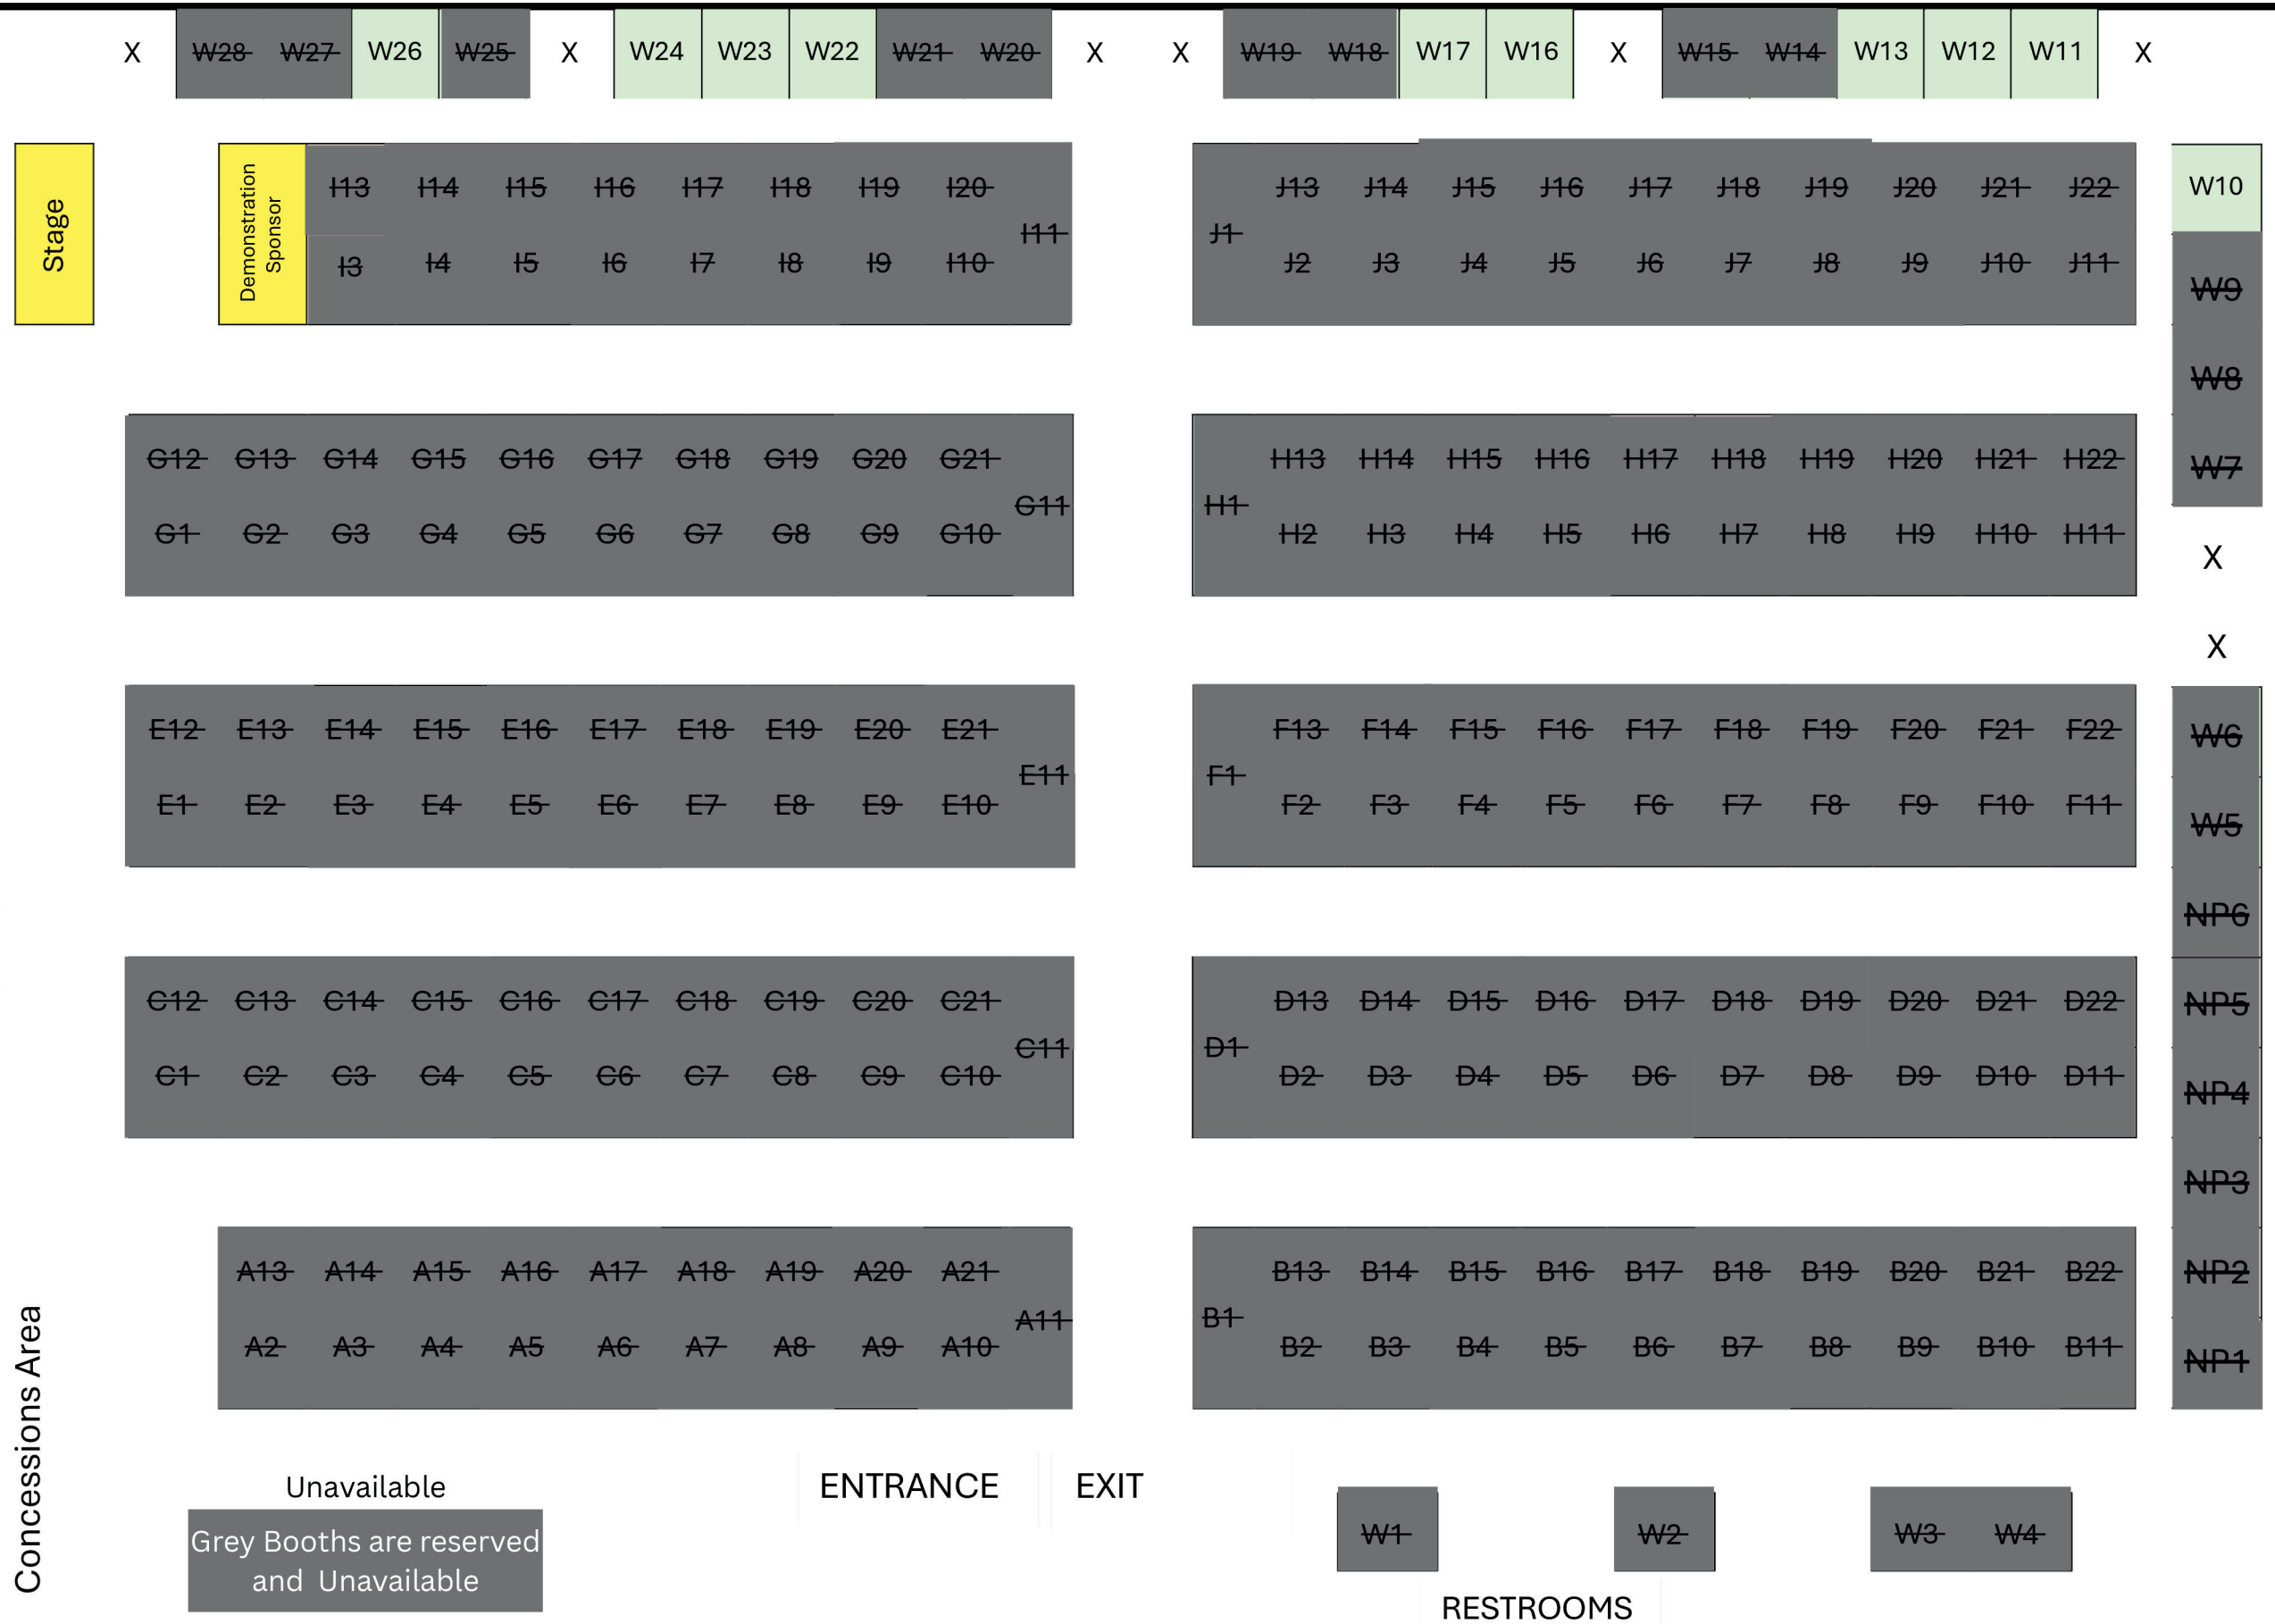 X W28 W27 W26 W25 X W24 W23 W22 W21 W20 X X W19 W18 W17 W16 X W15 W14 W13 W12 W11 X
Stage
Demonstration
Sponsor
I13 I14 I15 I16 I17 I18 I19 I20
I11
I3 I4 I5 I6 I7 I8 I9 I10
J13 J14 J15 J16 J17 J18 J19 J20 J21 J22
J1
J2 J3 J4 J5 J6 J7 J8 J9 J10 J11
W10
W9
W8
W7
G12 G13 G14 G15 G16 G17 G18 G19 G20 G21
G11
G1 G2 G3 G4 G5 G6 G7 G8 G9 G10
H13 H14 H15 H16 H17 H18 H19 H20 H21 H22
H1
H2 H3 H4 H5 H6 H7 H8 H9 H10 H11
X
X
E12 E13 E14 E15 E16 E17 E18 E19 E20 E21
E11
E1 E2 E3 E4 E5 E6 E7 E8 E9 E10
F13 F14 F15 F16 F17 F18 F19 F20 F21 F22
F1
F2 F3 F4 F5 F6 F7 F8 F9 F10 F11
W6
W5
NP6
NP5
NP4
NP3
NP2
NP1
C12 C13 C14 C15 C16 C17 C18 C19 C20 C21
C11
C1 C2 C3 C4 C5 C6 C7 C8 C9 C10
D13 D14 D15 D16 D17 D18 D19 D20 D21 D22
D1
D2 D3 D4 D5 D6 D7 D8 D9 D10 D11
A13 A14 A15 A16 A17 A18 A19 A20 A21
A11
A2 A3 A4 A5 A6 A7 A8 A9 A10
B13 B14 B15 B16 B17 B18 B19 B20 B21 B22
B1
B2 B3 B4 B5 B6 B7 B8 B9 B10 B11
Concessions Area
Unavailable
Grey Booths are reserved
and Unavailable
ENTRANCE EXIT
W1 W2 W3 W4
RESTROOMS